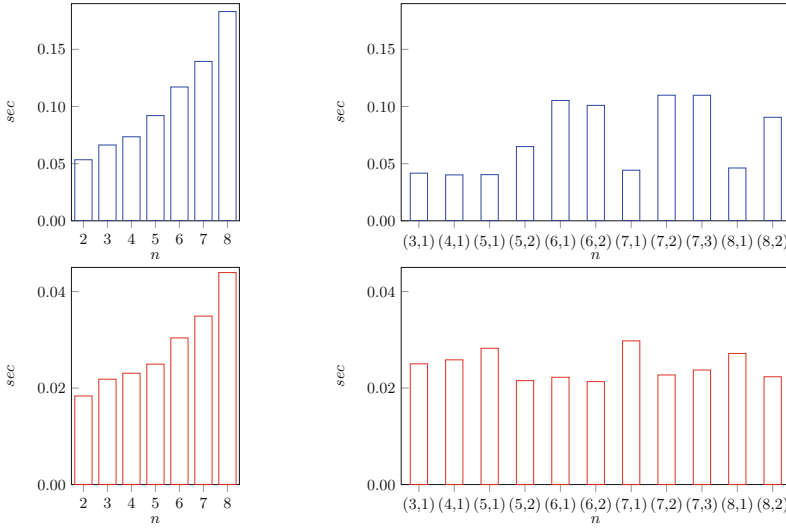 0.15
0.10
0.05
0.00
sec
2 3 4 5 6 7 8
n
0.15
0.10
0.05
0.00
sec
(3,1) (4,1) (5,1) (5,2) (6,1) (6,2) (7,1) (7,2) (7,3) (8,1) (8,2)
n
0.04
0.02
0.00
sec
2 3 4 5 6 7 8
n
0.04
0.02
0.00
sec
(3,1) (4,1) (5,1) (5,2) (6,1) (6,2) (7,1) (7,2) (7,3) (8,1) (8,2)
n